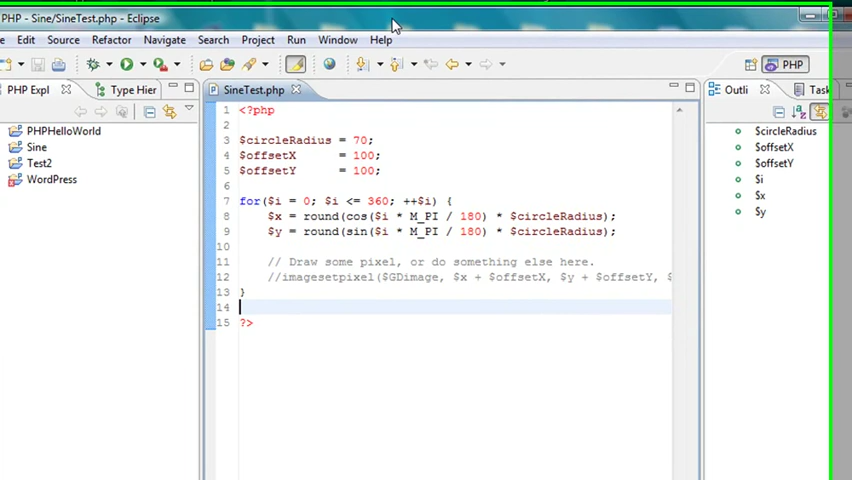 PHP - Sine/SineTest.php - Eclipse
Edit Source Refactor Navigate Search Project Run Window Help
PHP
PHP Expl Type Hier SineTest.php Outli Task
PHPHelloWorld
Sine
Test2
WordPress
1 <?php
2
3 $circleRadius = 70;
4 $offsetX = 100;
5 $offsetY = 100;
6
7 for($i = 0; $i <= 360; ++$i) {
8 $x = round(cos($i * M_PI / 180) * $circleRadius);
9 $y = round(sin($i * M_PI / 180) * $circleRadius);
10
11 // Draw some pixel, or do something else here.
12 //imagesetpixel($GDimage, $x + $offsetX, $y + $offsetY, $
13 }
14
15 ?>
$circleRadius
$offsetX
$offsetY
$i
$x
$y